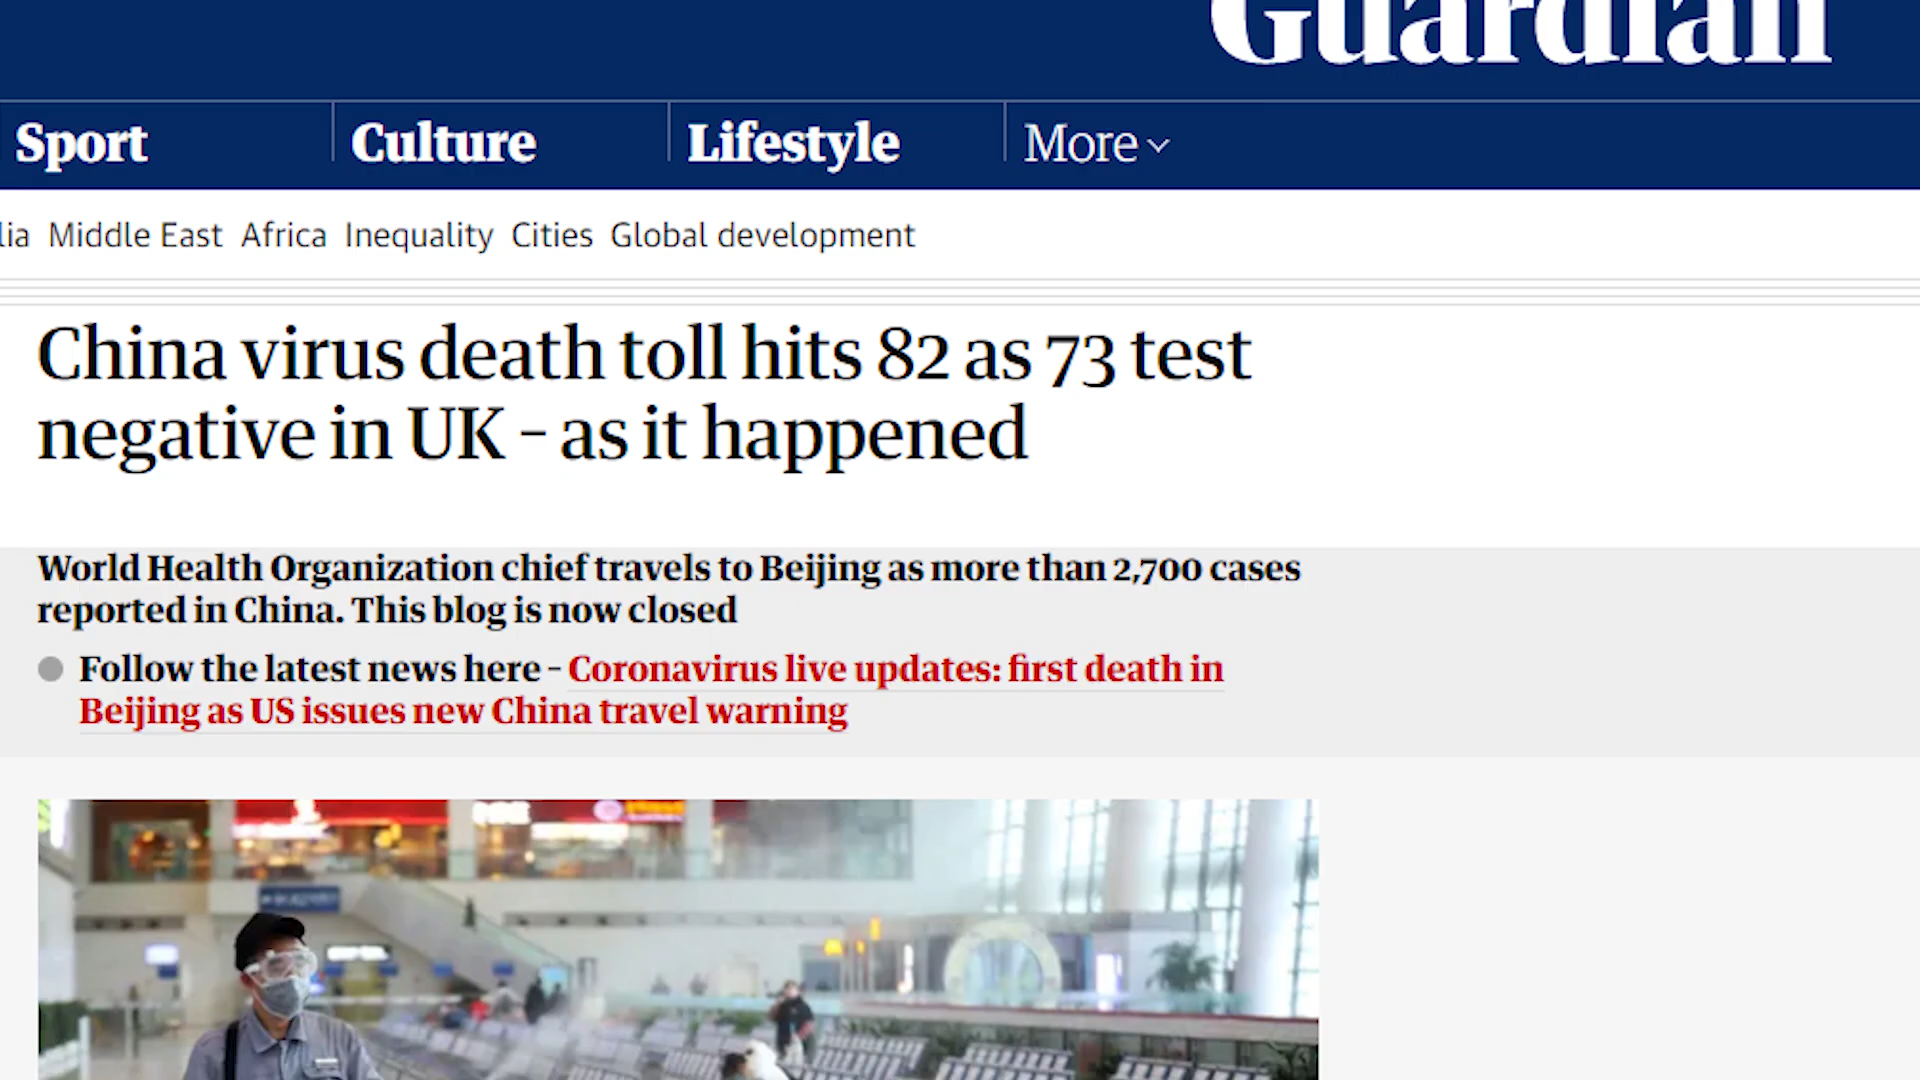 Guardian
Sport Culture Lifestyle More
lia Middle East Africa Inequality Cities Global development
China virus death toll hits 82 as 73 test
negative in UK – as it happened
World Health Organization chief travels to Beijing as more than 2,700 cases
reported in China. This blog is now closed
Follow the latest news here – Coronavirus live updates: first death in
Beijing as US issues new China travel warning